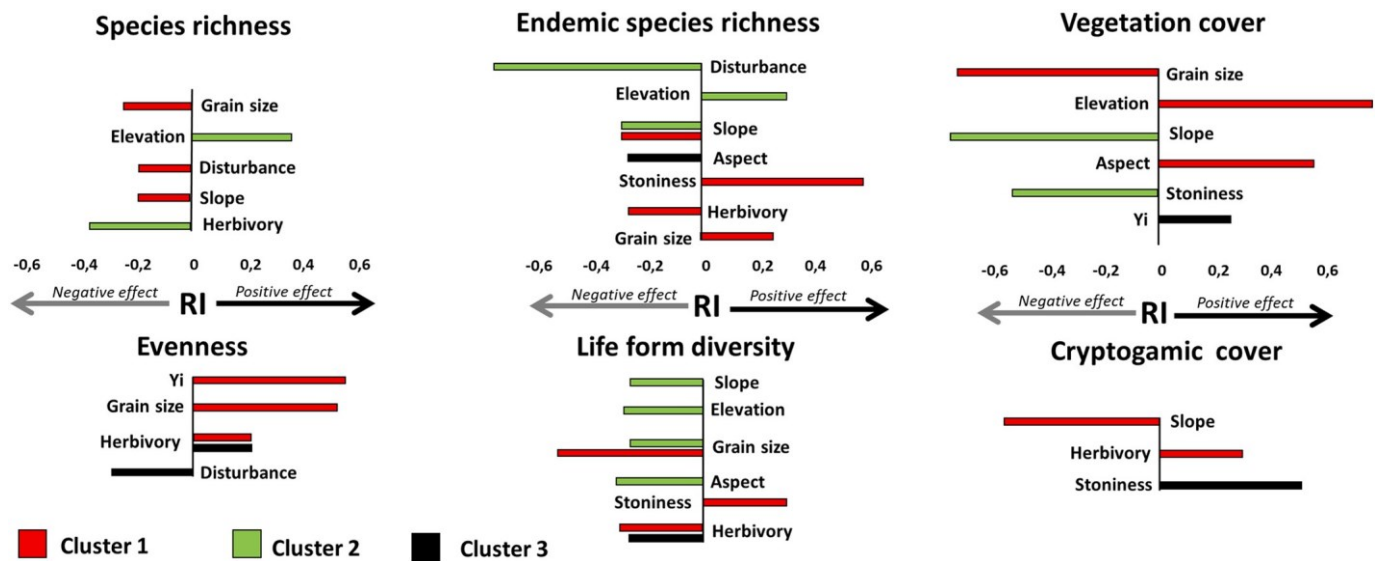 Species richness
Grain size
Elevation
Disturbance
Slope
Herbivory
-0,6 -0,4 -0,2 0 0,2 0,4 0,6
Negative effect RI Positive effect
Endemic species richness
Disturbance
Elevation
Slope
Aspect
Stoniness
Herbivory
Grain size
-0,6 -0,4 -0,2 0 0,2 0,4 0,6
Negative effect RI Positive effect
Vegetation cover
Grain size
Elevation
Slope
Aspect
Stoniness
Yi
-0,6 -0,4 -0,2 0 0,2 0,4 0,6
Negative effect RI Positive effect
Evenness
Yi
Grain size
Herbivory
Disturbance
Life form diversity
Slope
Elevation
Grain size
Aspect
Stoniness
Herbivory
Cryptogamic cover
Slope
Herbivory
Stoniness
Cluster 1 Cluster 2 Cluster 3